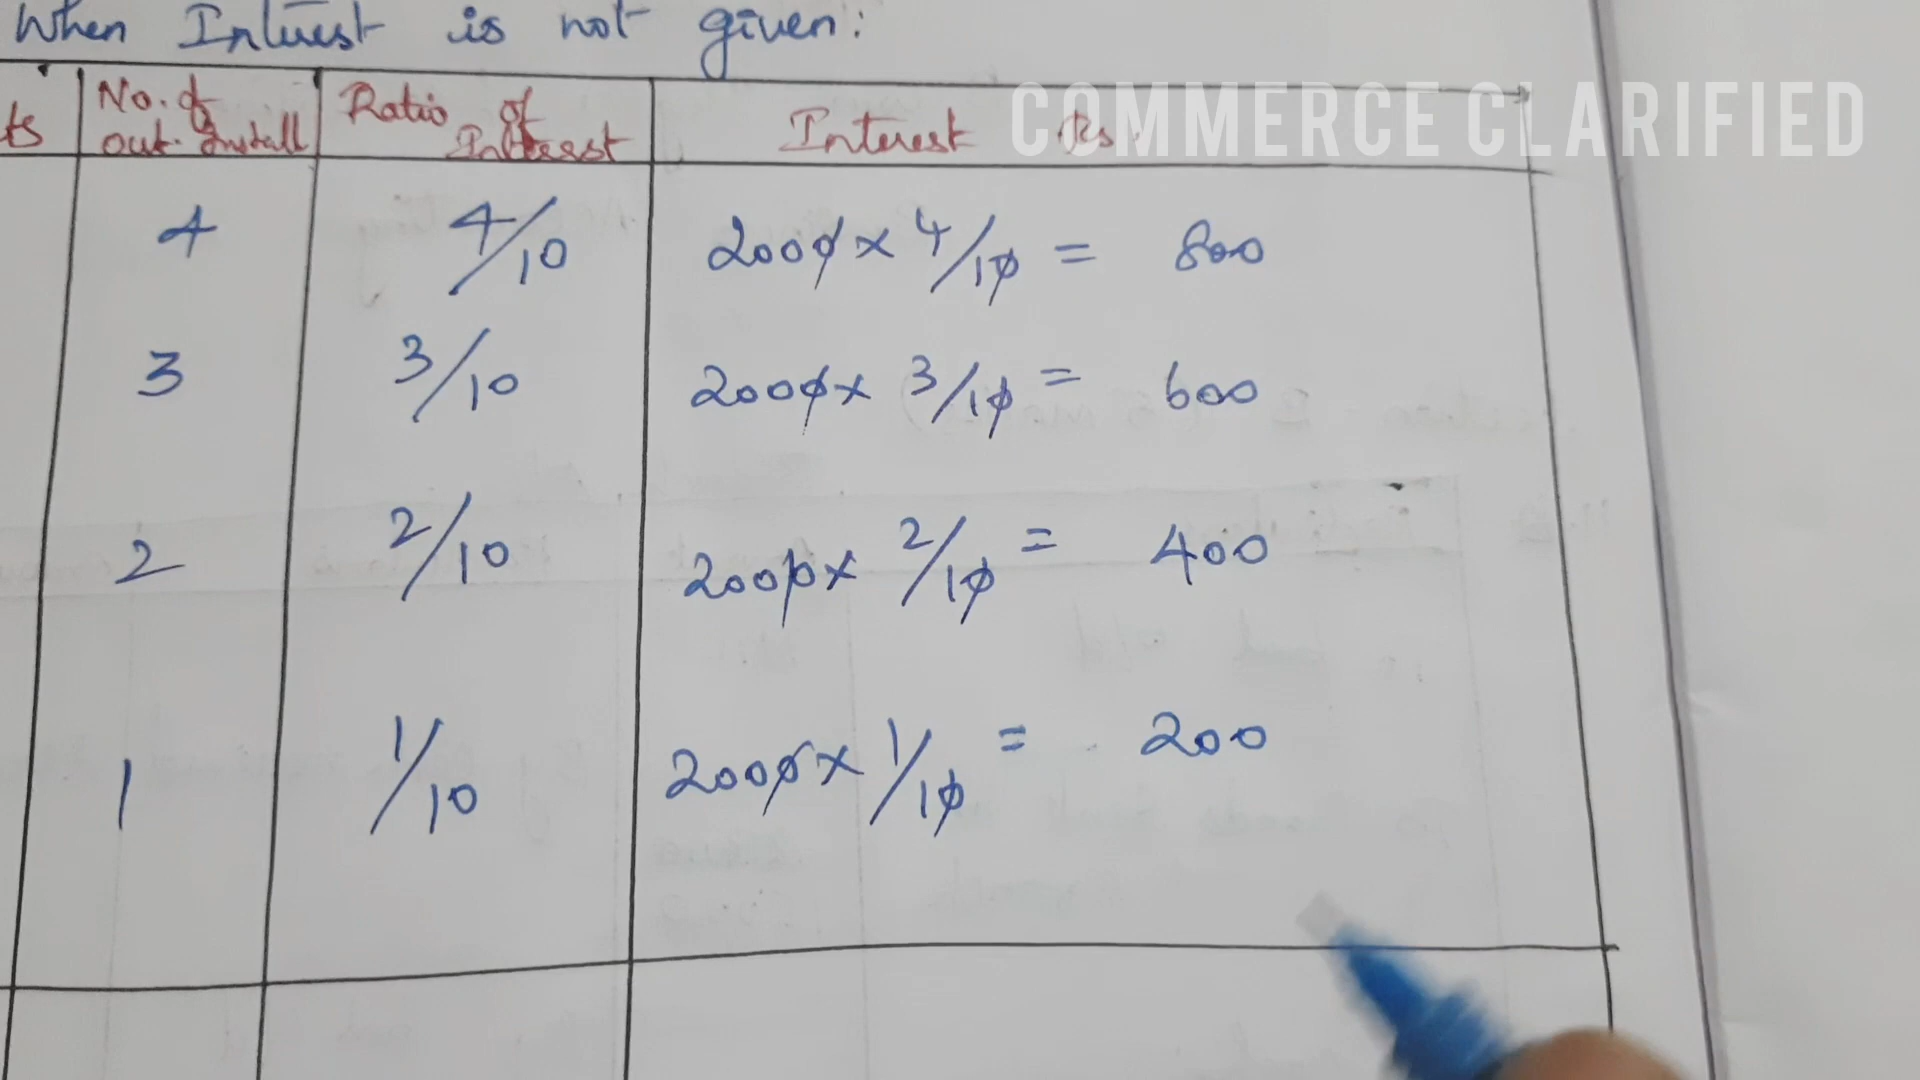 When Interest is not given:
COMMERCE CLARIFIED
ts No. of out. Install Ratio of Interest Interest Rs.
4 4/10 2000 x 4/10 = 800
3 3/10 2000 x 3/10 = 600
2 2/10 2000 x 2/10 = 400
1 1/10 2000 x 1/10 = 200